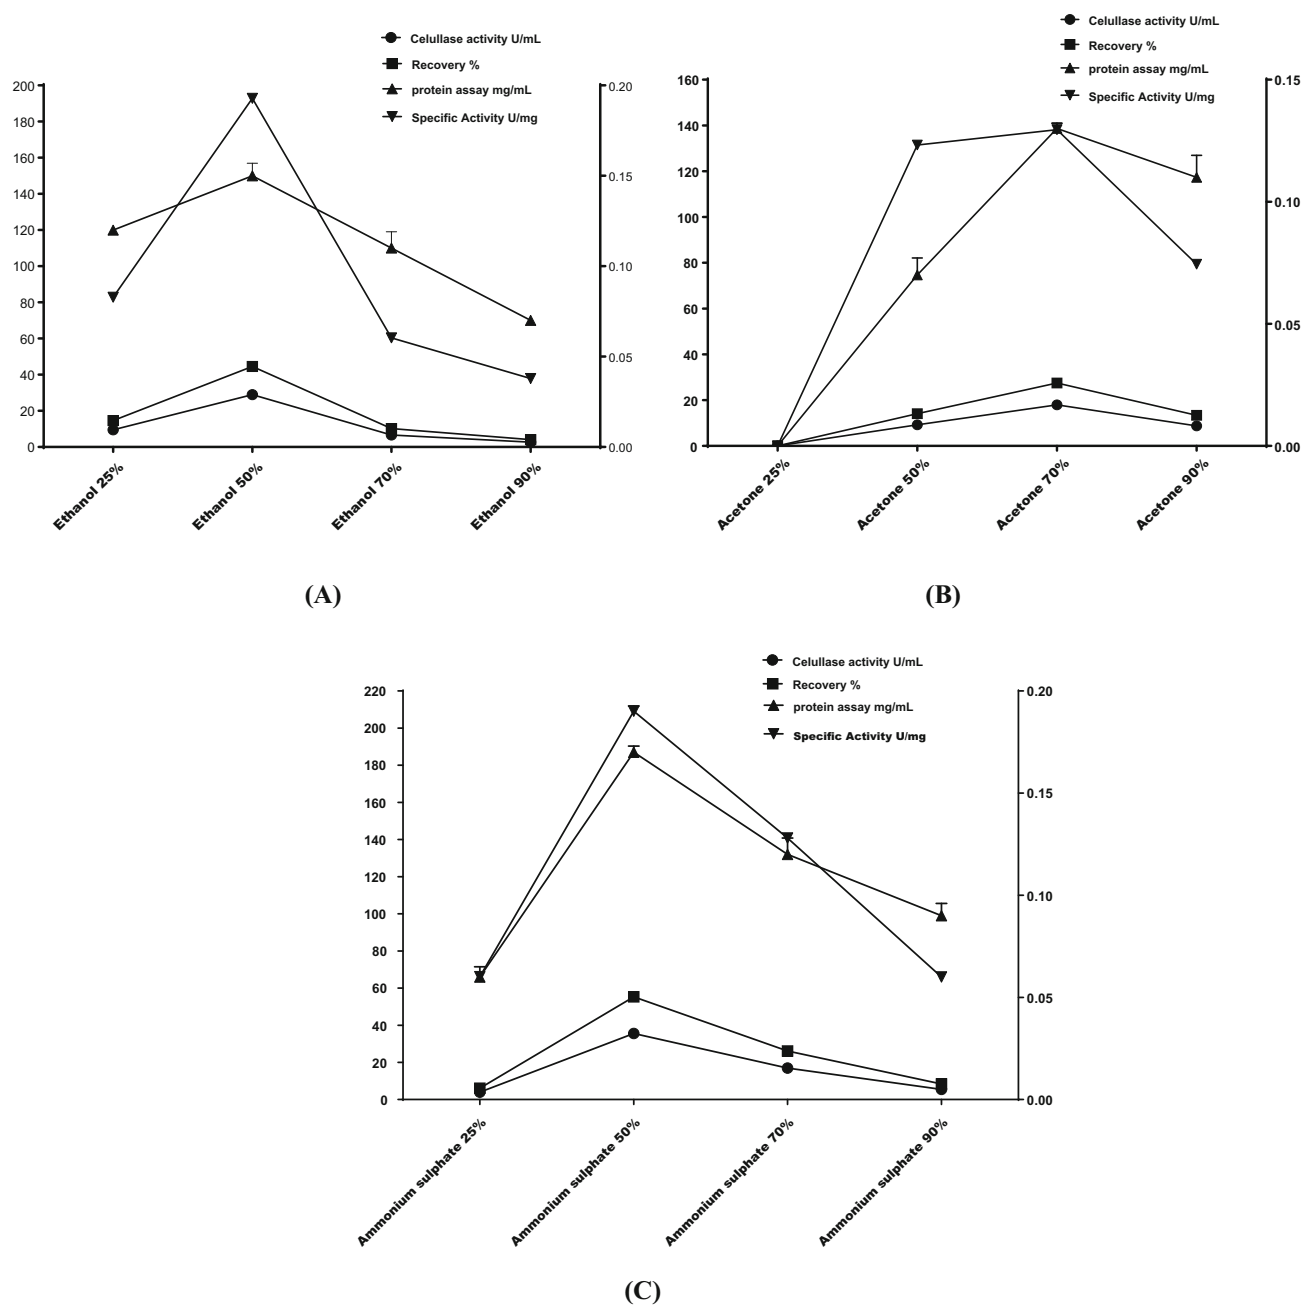 Celullase activity U/mL
Recovery %
protein assay mg/mL
Specific Activity U/mg
200
180
160
140
120
100
80
60
40
20
0
0.20
0.15
0.10
0.05
0.00
Ethanol 25%
Ethanol 50%
Ethanol 70%
Ethanol 90%
(A)
Celullase activity U/mL
Recovery %
protein assay mg/mL
Specific Activity U/mg
160
140
120
100
80
60
40
20
0
0.15
0.10
0.05
0.00
Acetone 25%
Acetone 50%
Acetone 70%
Acetone 90%
(B)
Celullase activity U/mL
Recovery %
protein assay mg/mL
Specific Activity U/mg
220
200
180
160
140
120
100
80
60
40
20
0
0.20
0.15
0.10
0.05
0.00
Ammonium sulphate 25%
Ammonium sulphate 50%
Ammonium sulphate 70%
Ammonium sulphate 90%
(C)